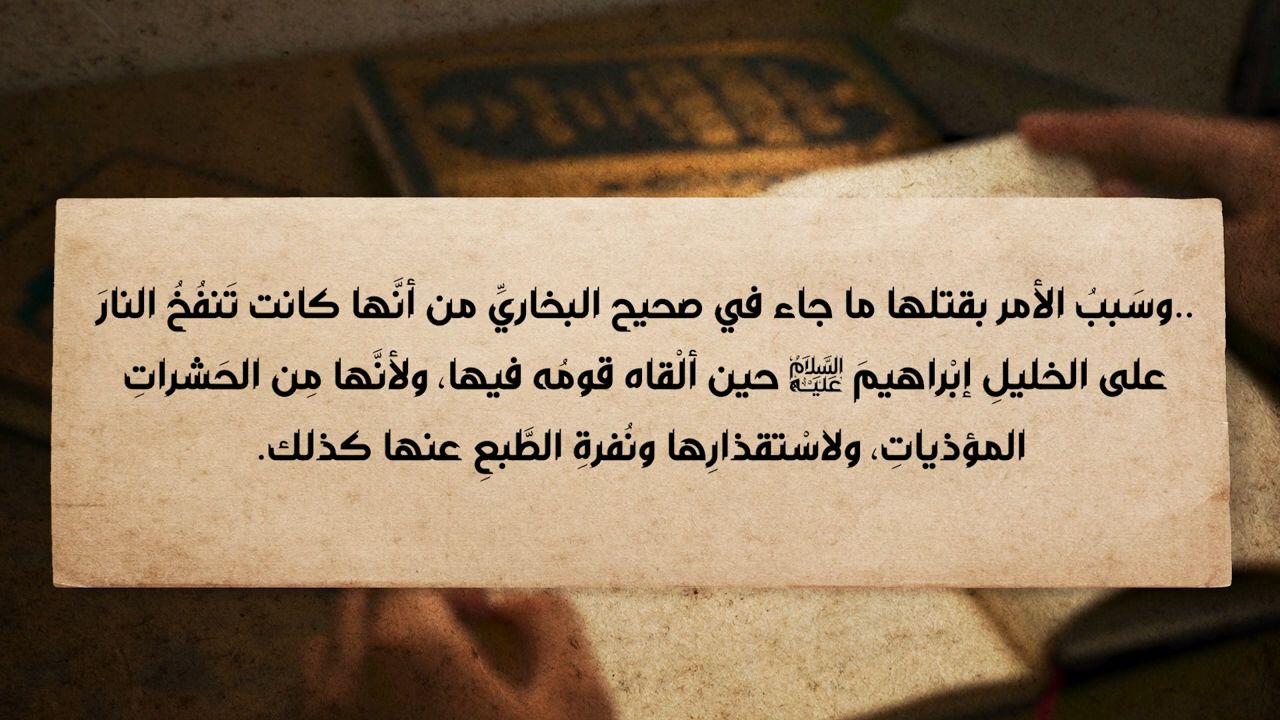 ..وسَببُ الأمر بقتلها ما جاء في صحيح البخاريِّ من أنَّها كانت تَنفُخُ النارَ
على الخليلِ إبْراهيمَ عَلَيْهِ السَّلَامُ حين ألْقاه قومُه فيها، ولأنَّها مِن الحَشراتِ
المؤذياتِ، ولاسْتقذارِها ونُفرةِ الطَّبعِ عنها كذلك.